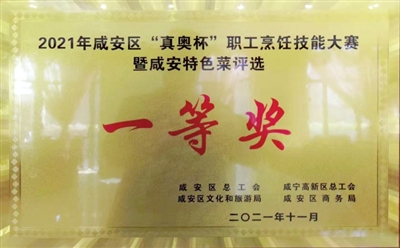 2021年咸安区“真奥杯”职工烹饪技能大赛
暨咸安特色菜评选
一等奖
咸安区总工会 咸宁高新区总工会
咸安区文化和旅游局 咸安区商务局
二〇二一年十一月